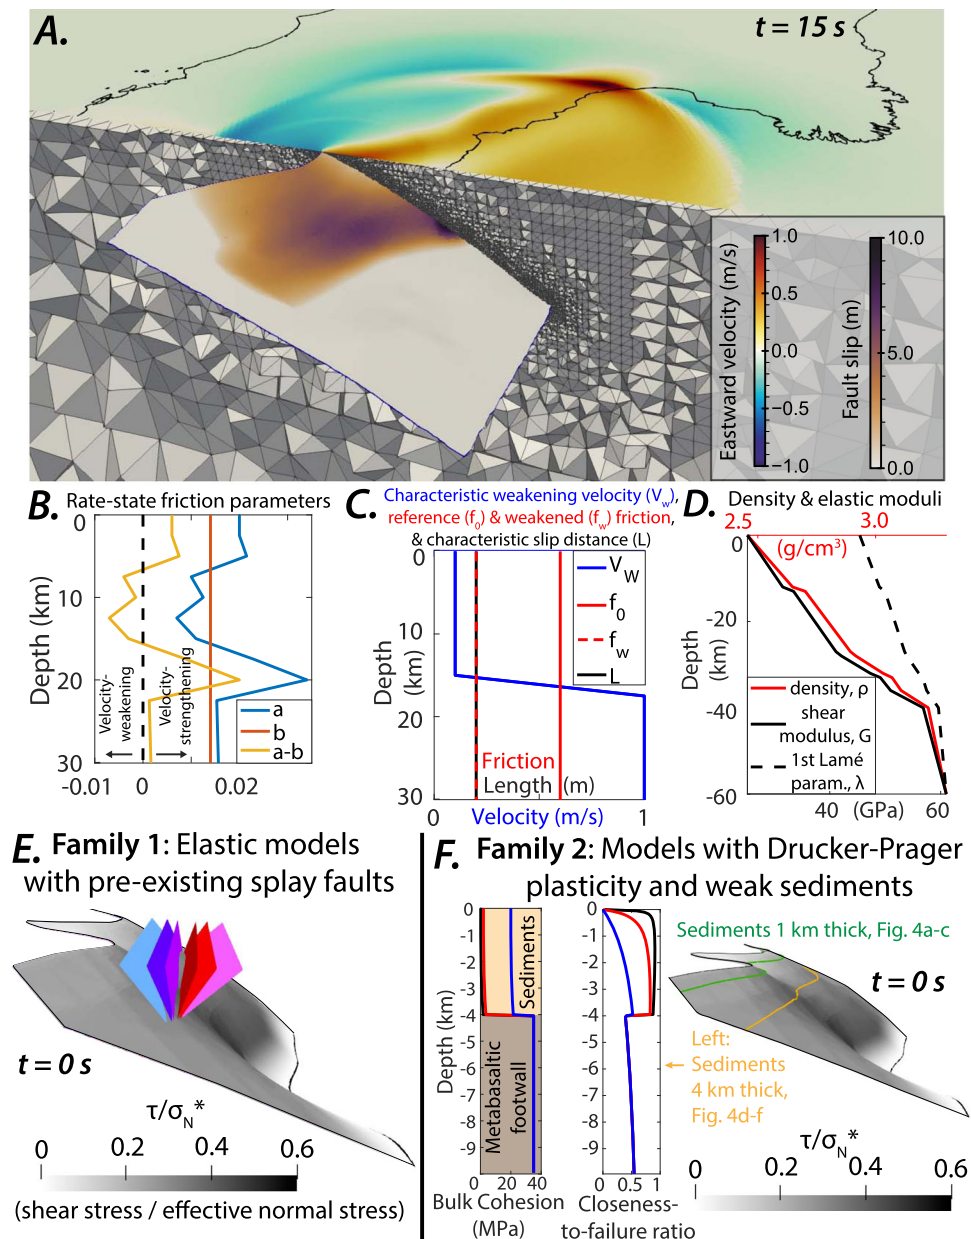 A.
t = 15 s
Eastward velocity (m/s)
1.0
0.5
0.0
−0.5
−1.0
Fault slip (m)
10.0
5.0
0.0
B.
Rate-state friction parameters
Depth (km)
0
10
20
30
-0.01
0
0.02
Velocity-
weakening
Velocity-
strengthening
a
b
a-b
C.
Characteristic weakening velocity (Vw),
reference (f0) & weakened (fw) friction,
& characteristic slip distance (L)
Depth
(km)
0
10
20
30
VW
f0
fw
L
Friction
Length (m)
0
1
Velocity (m/s)
D.
Density & elastic moduli
2.5
3.0
(g/cm3)
Depth
(km)
0
-20
-40
-60
density, ρ
shear
modulus, G
1st Lamé
param., λ
40
(GPa)
60
E.
Family 1: Elastic models
with pre-existing splay faults
t = 0 s
τ/σN*
0
0.2
0.4
0.6
(shear stress / effective normal stress)
F.
Family 2: Models with Drucker-Prager
plasticity and weak sediments
Depth (km)
0
-1
-2
-3
-4
-5
-6
-7
-8
-9
Sediments
Metabasaltic
footwall
0
20
40
Bulk Cohesion
(MPa)
0
-1
-2
-3
-4
-5
-6
-7
-8
-9
0
0.5
1
Closeness-
to-failure ratio
Sediments 1 km thick, Fig. 4a-c
t = 0 s
Left:
Sediments
4 km thick,
Fig. 4d-f
τ/σN*
0
0.2
0.4
0.6